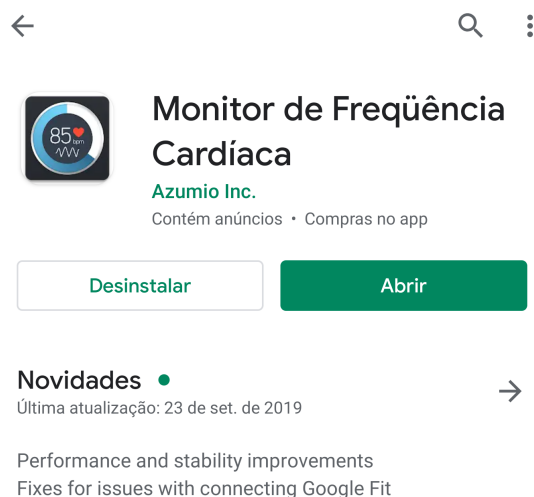 Monitor de Freqüência
Cardíaca
85
bpm
Azumio Inc.
Contém anúncios • Compras no app
Desinstalar
Abrir
Novidades
Última atualização: 23 de set. de 2019
Performance and stability improvements
Fixes for issues with connecting Google Fit